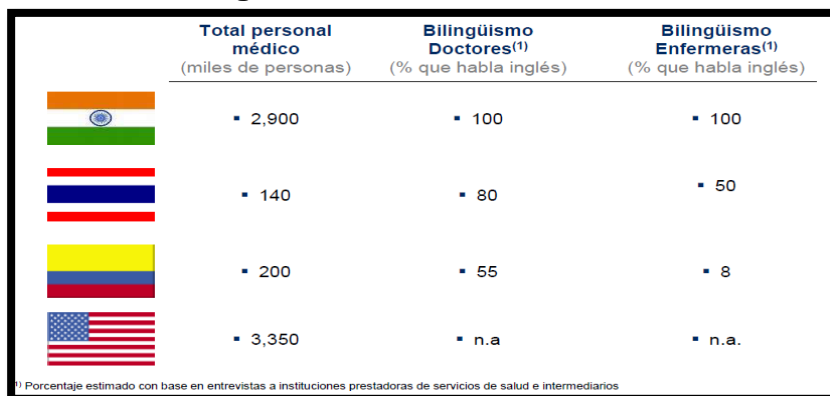 Total personal médico (miles de personas)
Bilingüismo Doctores(1) (% que habla inglés)
Bilingüismo Enfermeras(1) (% que habla inglés)
▪ 2,900 ▪ 100 ▪ 100
▪ 140 ▪ 80 ▪ 50
▪ 200 ▪ 55 ▪ 8
▪ 3,350 ▪ n.a ▪ n.a.
(1) Porcentaje estimado con base en entrevistas a instituciones prestadoras de servicios de salud e intermediarios